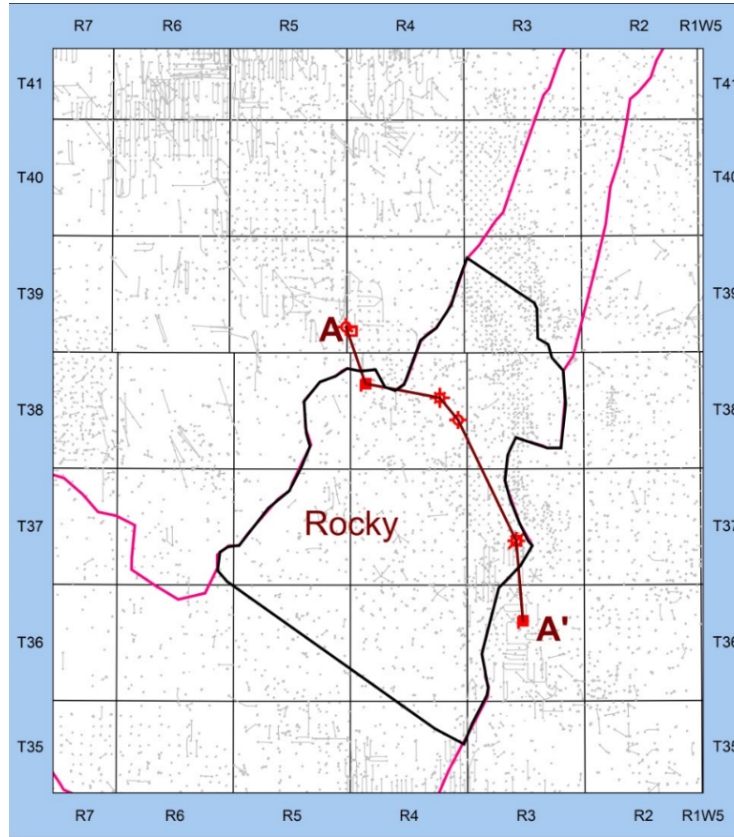 R7 R6 R5 R4 R3 R2 R1W5
T41 T41
T40 T40
T39 T39
A
T38 T38
T37 Rocky T37
T36 A' T36
T35 T35
R7 R6 R5 R4 R3 R2 R1W5